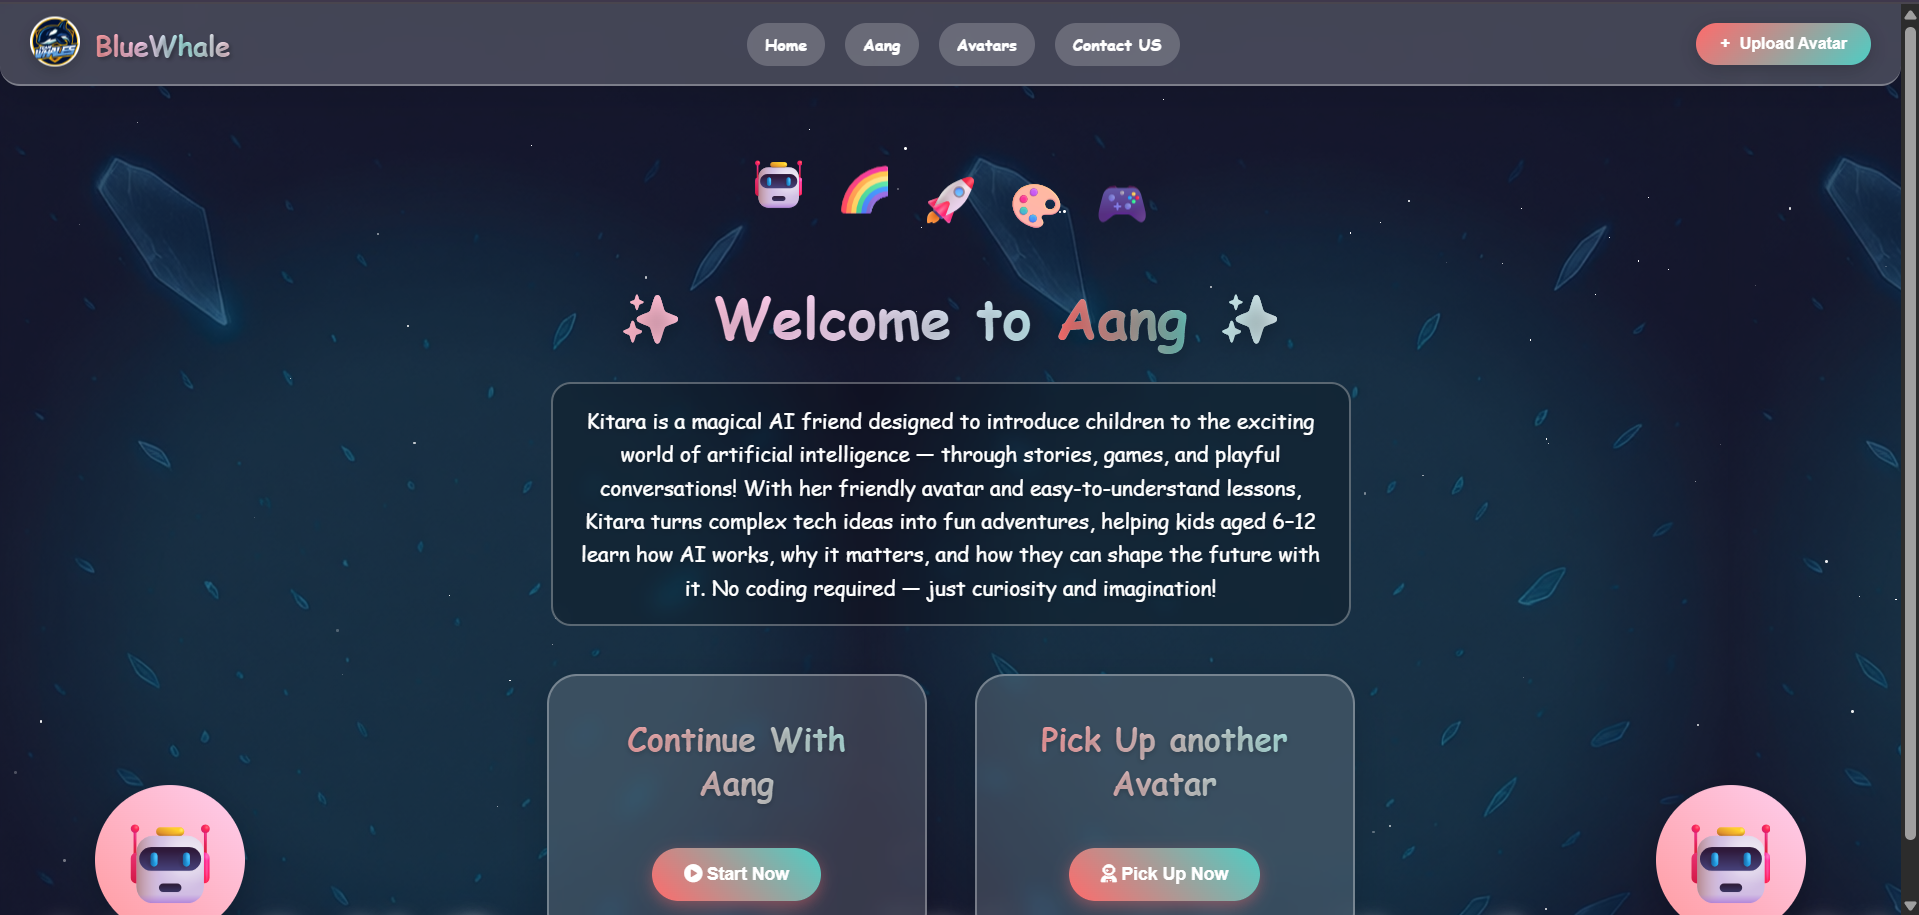 WHALES
BlueWhale
Home
Aang
Avatars
Contact US
+ Upload Avatar
Welcome to Aang
Kitara is a magical AI friend designed to introduce children to the exciting
world of artificial intelligence — through stories, games, and playful
conversations! With her friendly avatar and easy-to-understand lessons,
Kitara turns complex tech ideas into fun adventures, helping kids aged 6–12
learn how AI works, why it matters, and how they can shape the future with
it. No coding required — just curiosity and imagination!
Continue With
Aang
Start Now
Pick Up another
Avatar
Pick Up Now